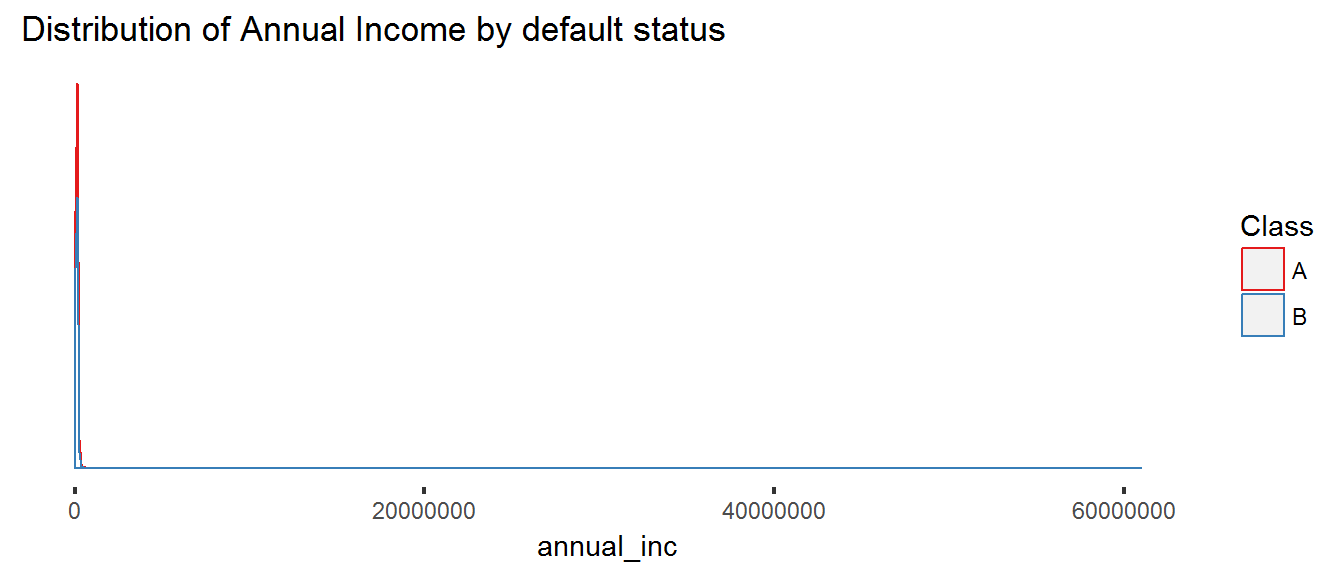 Distribution of Annual Income by default status
Class
A
B
0 20000000 40000000 60000000
annual_inc